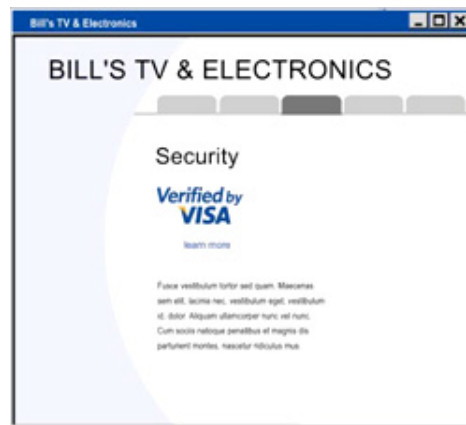 Bill's TV & Electronics
BILL'S TV & ELECTRONICS
Security
Verified by
VISA
learn more
Fusce vestibulum tortor sed quam. Maecenas
sem elit, lacinia nec, vestibulum eget, vestibulum
id, dolor. Aliquam ullamcorper nunc vel nunc.
Cum sociis natoque penatibus et magnis dis
parturient montes, nascetur ridiculus mus.